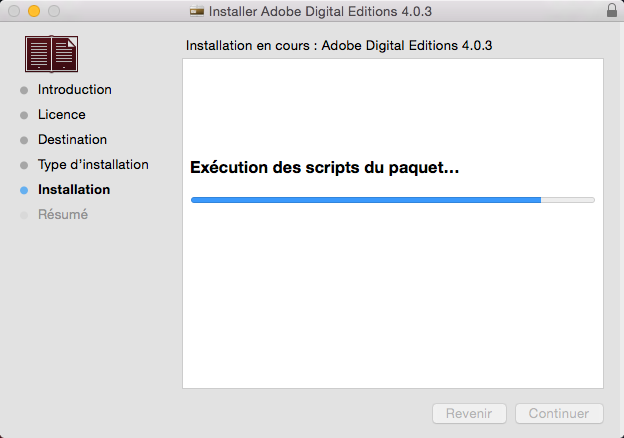 Installer Adobe Digital Editions 4.0.3
Installation en cours : Adobe Digital Editions 4.0.3
Introduction
Licence
Destination
Type d’installation
Installation
Résumé
Exécution des scripts du paquet…
Revenir
Continuer